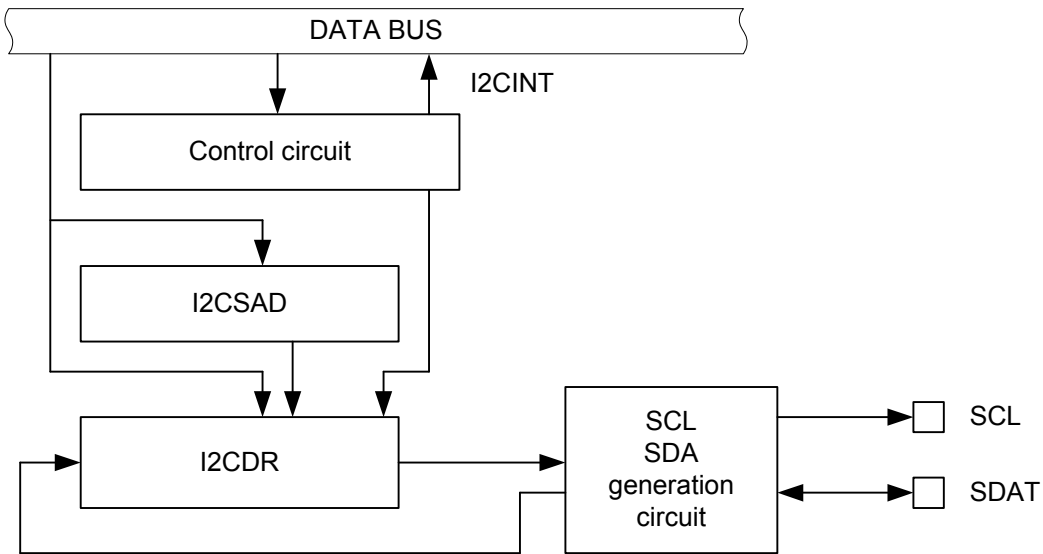 DATA BUS
I2CINT
Control circuit
I2CSAD
I2CDR
SCL
SDA
generation
circuit
SCL
SDAT